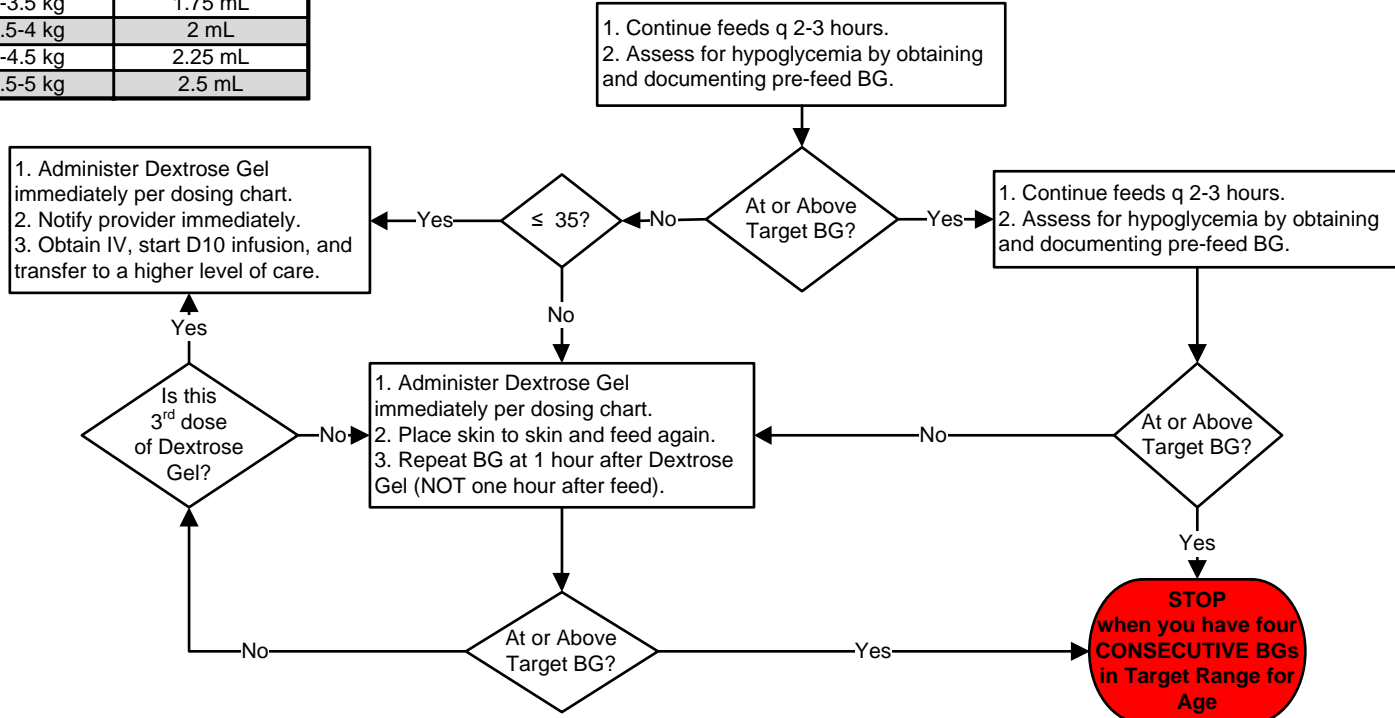 -3.5 kg 1.75 mL
.5-4 kg 2 mL
-4.5 kg 2.25 mL
.5-5 kg 2.5 mL
1. Continue feeds q 2-3 hours.
2. Assess for hypoglycemia by obtaining
and documenting pre-feed BG.
1. Administer Dextrose Gel
immediately per dosing chart.
2. Notify provider immediately.
3. Obtain IV, start D10 infusion, and
transfer to a higher level of care.
Yes
≤ 35?
No
At or Above
Target BG?
Yes
1. Continue feeds q 2-3 hours.
2. Assess for hypoglycemia by obtaining
and documenting pre-feed BG.
Yes
No
Is this
3rd dose
of Dextrose
Gel?
No
1. Administer Dextrose Gel
immediately per dosing chart.
2. Place skin to skin and feed again.
3. Repeat BG at 1 hour after Dextrose
Gel (NOT one hour after feed).
No
At or Above
Target BG?
Yes
No
At or Above
Target BG?
Yes
STOP
when you have four
CONSECUTIVE BGs
in Target Range for
Age